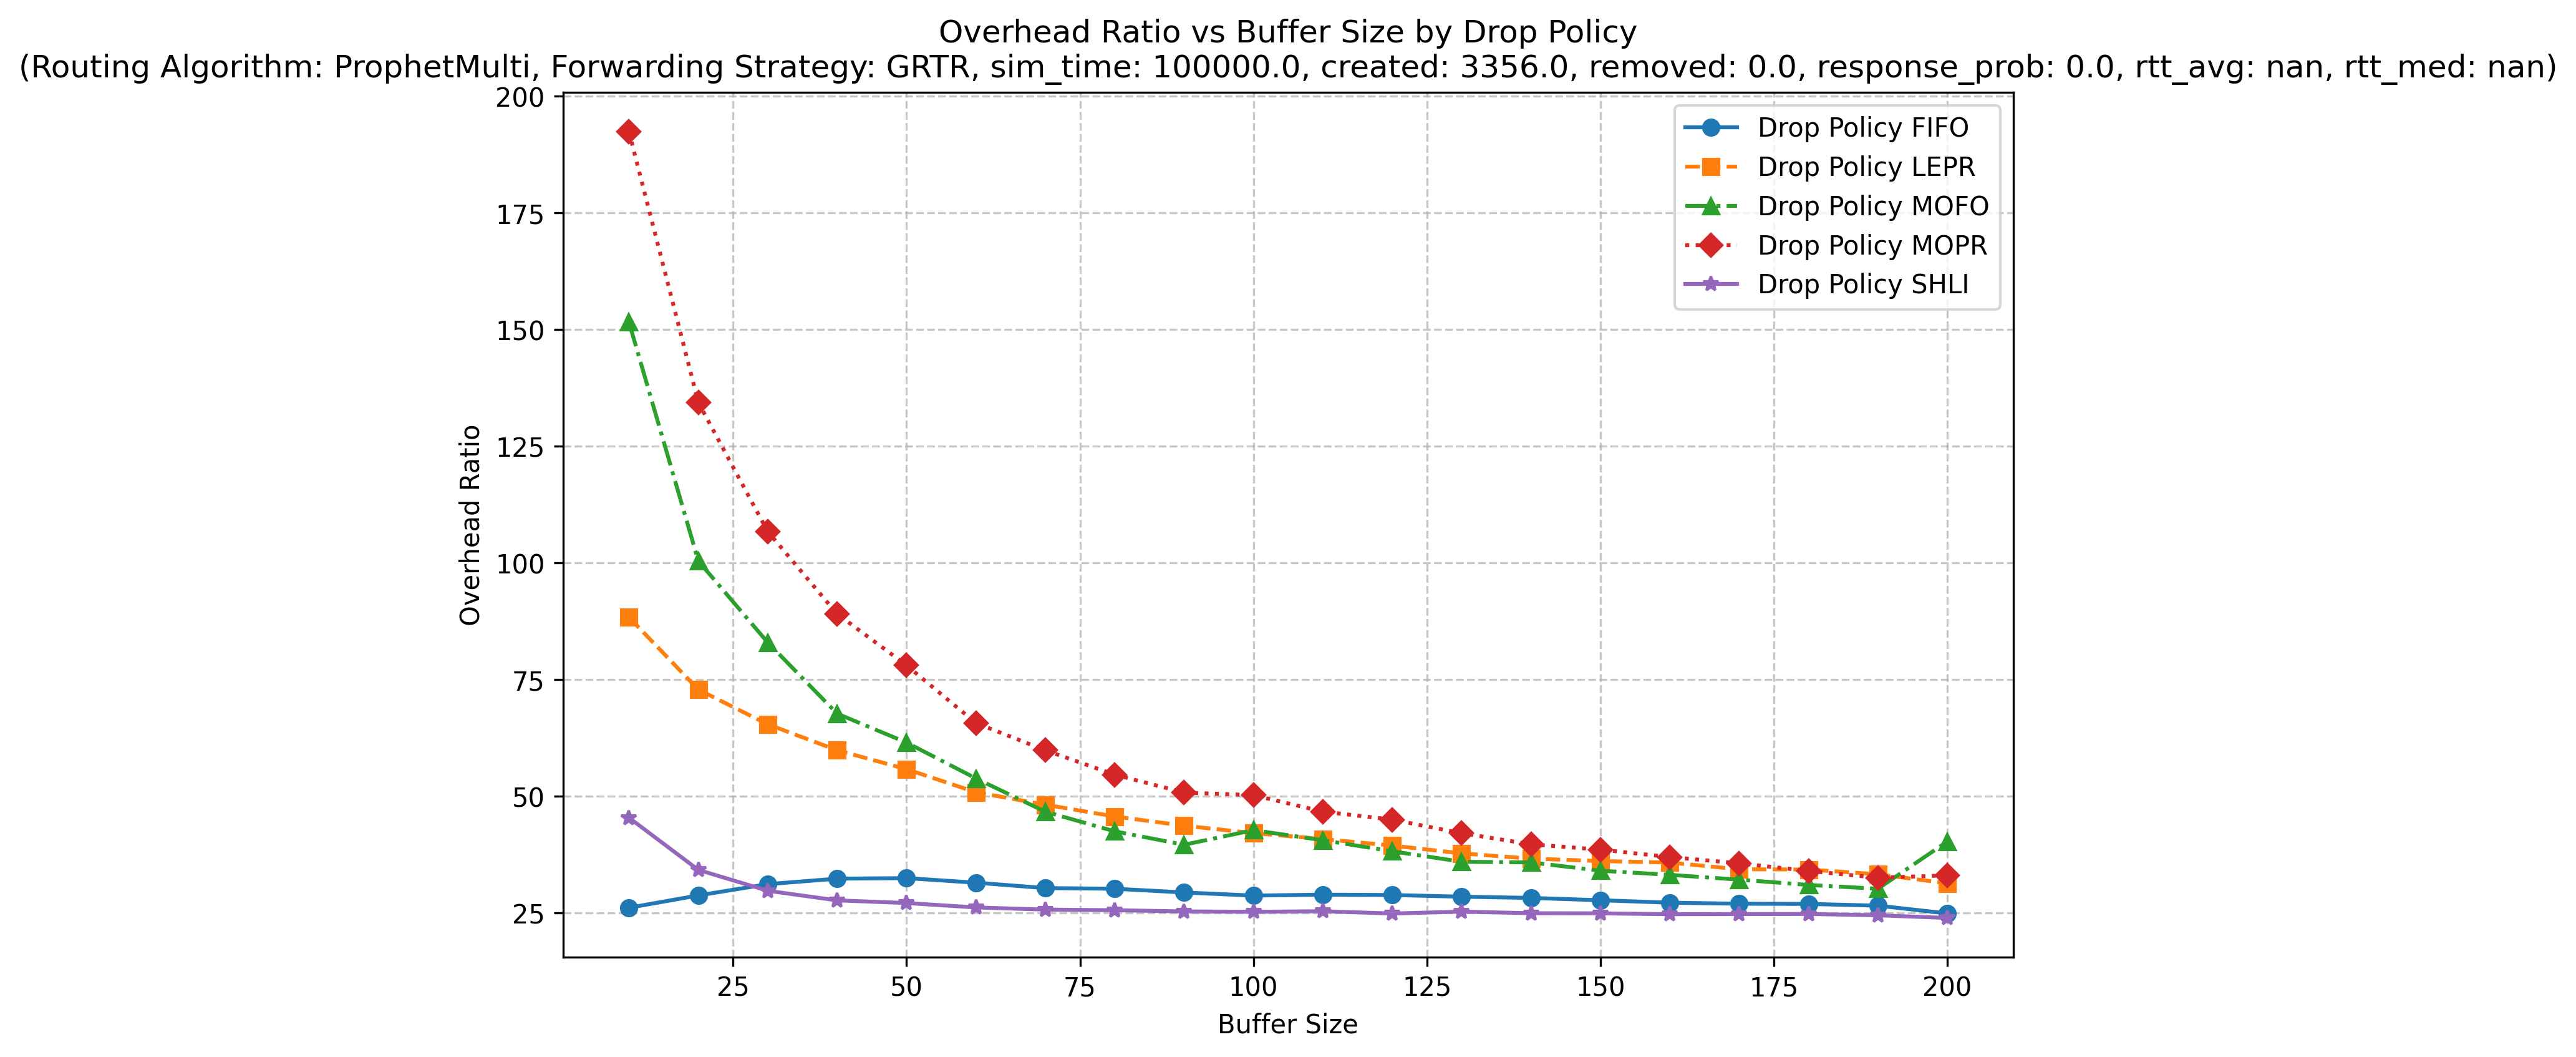 Overhead Ratio vs Buffer Size by Drop Policy
(Routing Algorithm: ProphetMulti, Forwarding Strategy: GRTR, sim_time: 100000.0, created: 3356.0, removed: 0.0, response_prob: 0.0, rtt_avg: nan, rtt_med: nan)
200
175
150
125
100
75
50
25
Overhead Ratio
Drop Policy FIFO
Drop Policy LEPR
Drop Policy MOFO
Drop Policy MOPR
Drop Policy SHLI
25 50 75 100 125 150 175 200
Buffer Size